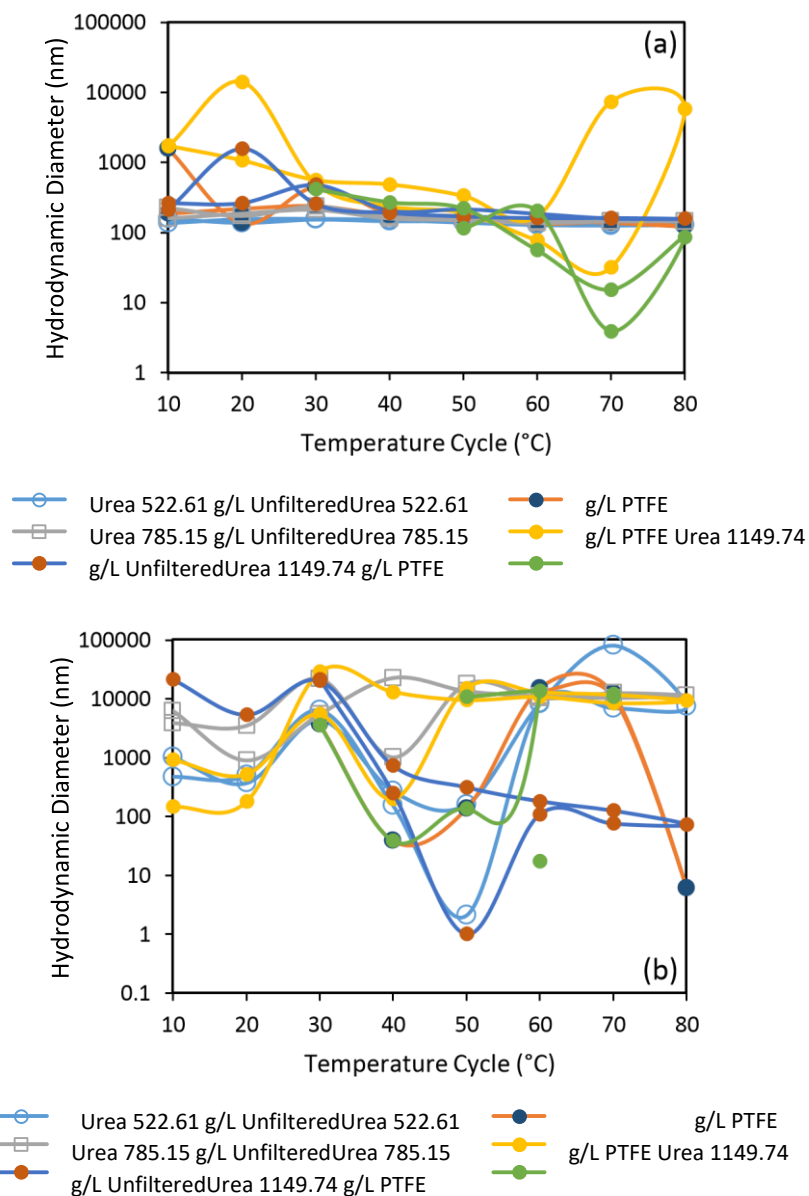 100000
(a)
10000
1000
100
10
1
Hydrodynamic Diameter (nm)
10 20 30 40 50 60 70 80
Temperature Cycle (°C)
Urea 522.61 g/L UnfilteredUrea 522.61 g/L PTFE
Urea 785.15 g/L UnfilteredUrea 785.15 g/L PTFE Urea 1149.74
g/L UnfilteredUrea 1149.74 g/L PTFE
100000
10000
1000
100
10
1
0.1
Hydrodynamic Diameter (nm)
(b)
10 20 30 40 50 60 70 80
Temperature Cycle (°C)
Urea 522.61 g/L UnfilteredUrea 522.61 g/L PTFE
Urea 785.15 g/L UnfilteredUrea 785.15 g/L PTFE Urea 1149.74
g/L UnfilteredUrea 1149.74 g/L PTFE